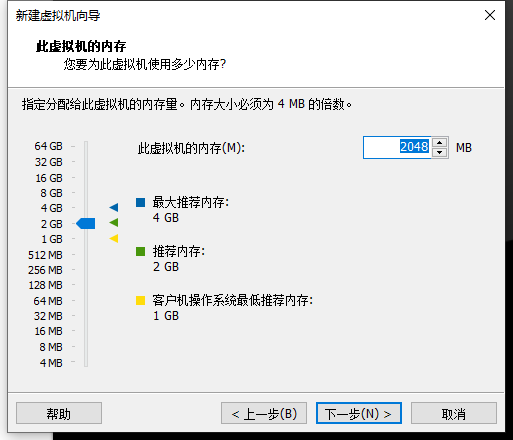 新建虚拟机向导
此虚拟机的内存
您要为此虚拟机使用多少内存?
指定分配给此虚拟机的内存量。内存大小必须为 4 MB 的倍数。
此虚拟机的内存(M): 2048 MB
64 GB
32 GB
16 GB
8 GB
4 GB
2 GB
1 GB
512 MB
256 MB
128 MB
64 MB
32 MB
16 MB
8 MB
4 MB
最大推荐内存:
4 GB
推荐内存:
2 GB
客户机操作系统最低推荐内存:
1 GB
帮助 < 上一步(B) 下一步(N) > 取消